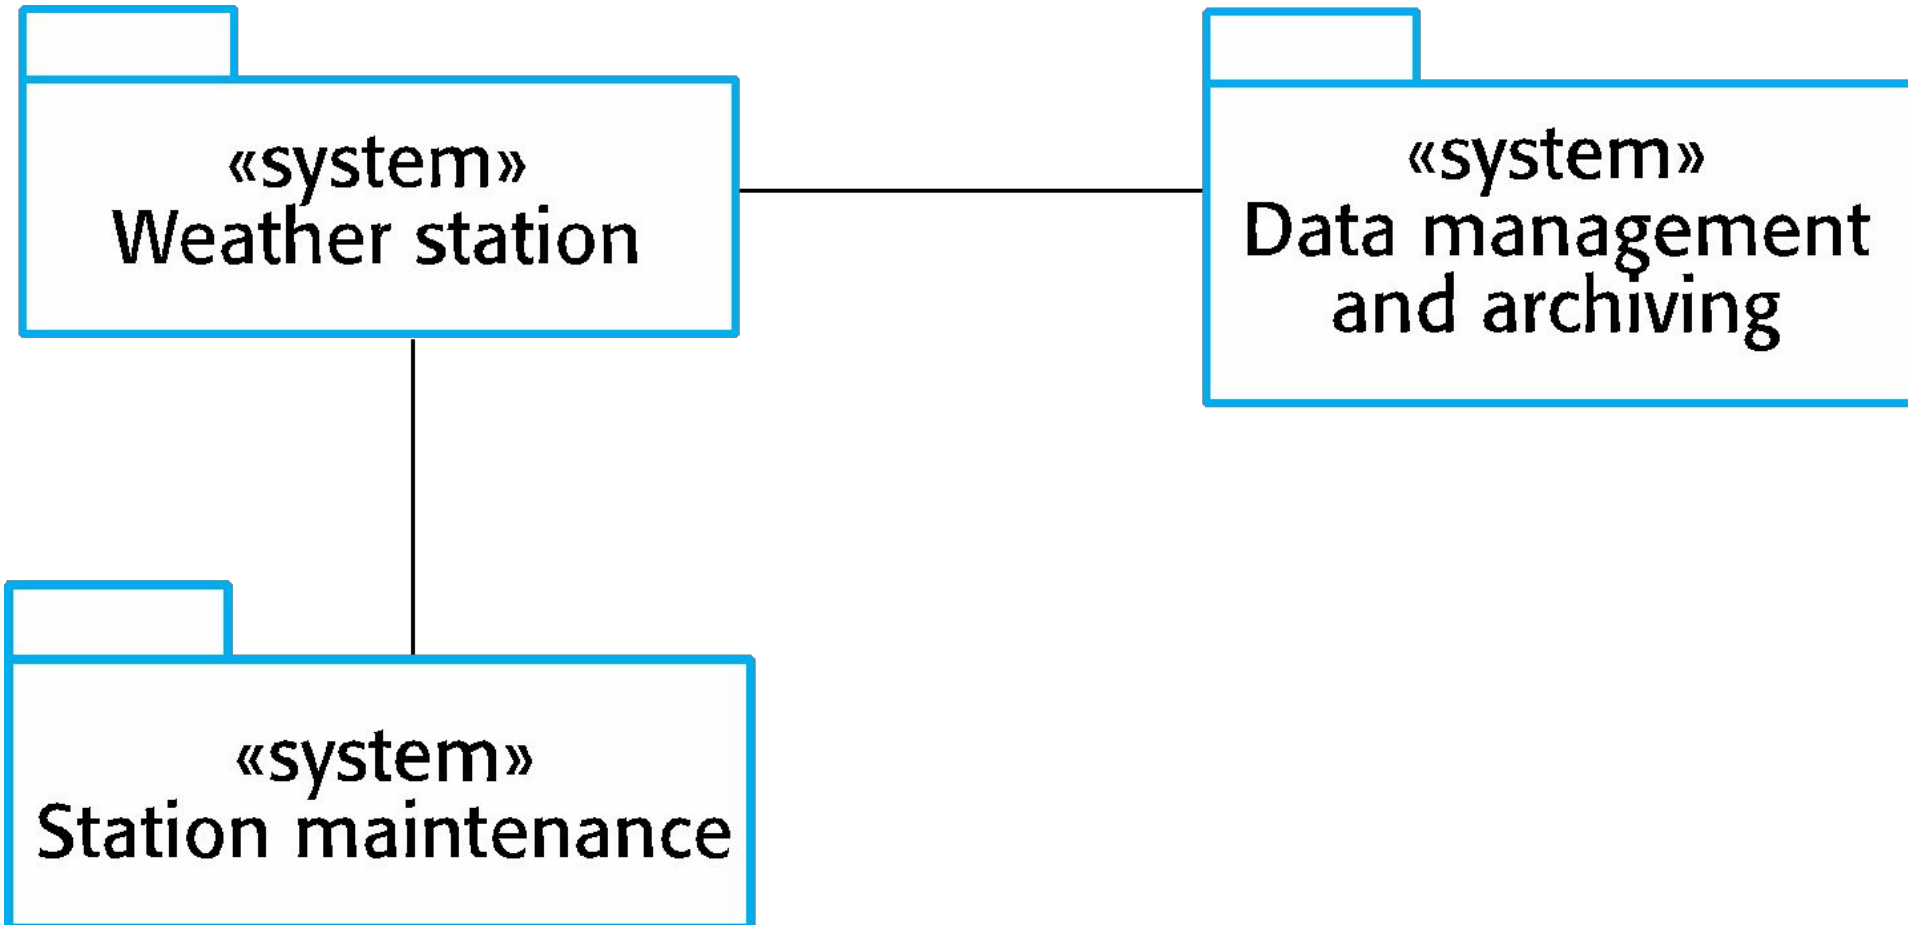 «system»
Weather station
«system»
Data management
and archiving
«system»
Station maintenance